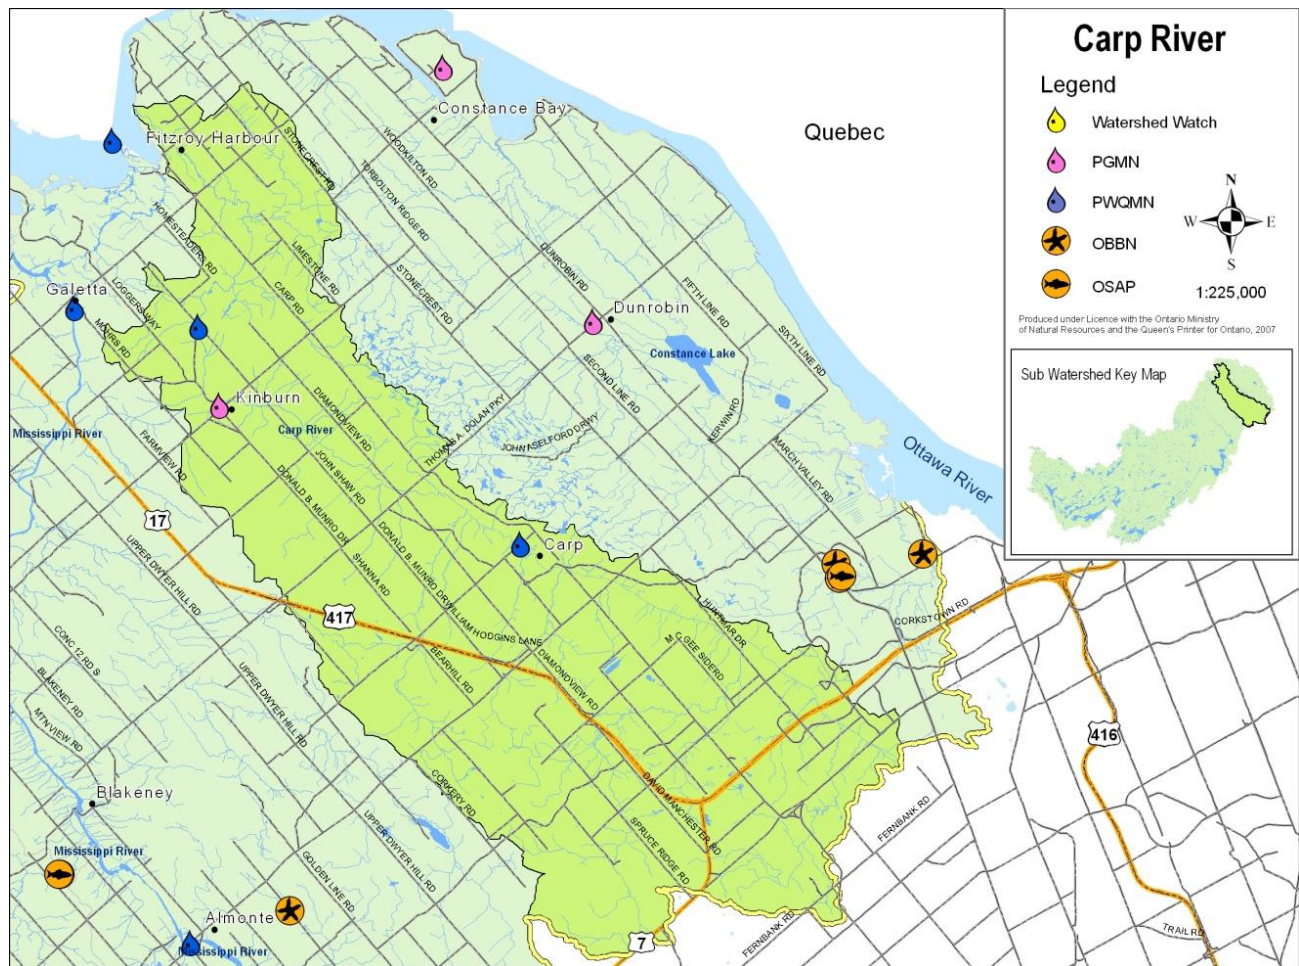 Carp River
Legend
Watershed Watch
PGMN
PWQMN
OBBN
OSAP
N
W
E
S
1:225,000
Produced under Licence with the Ontario Ministry
of Natural Resources and the Queen's Printer for Ontario, 2007
Sub Watershed Key Map
Quebec
Constance Bay
Fitzroy Harbour
STONECREST RD
WOODKILTON RD
TORBOLTON RIDGE RD
HOMESTEADERS RD
LIMESTONE RD
DUNROBIN RD
FIFTH LINE RD
SIXTH LINE RD
LOGGERS WAY
CARP RD
STONECREST RD
Galetta
Dunrobin
MOHRS RD
Constance Lake
SECOND LINE RD
Kinburn
DIAMONDVIEW RD
THOMAS A. DOLAN PKY
KERWIN RD
JOHN ASELFORD DRWY
Mississippi River
Carp River
FARMVIEW RD
JOHN SHAW RD
MARCH VALLEY RD
Ottawa River
DONALD B. MUNRO DR
17
UPPER DWYER HILL RD
SHANNA RD
DONALD B. MUNRO DR
WILLIAM HODGINS LANE
Carp
417
HUNTMAR DR
CORKSTOWN RD
CONC 12 RD S
BEARHILL RD
DIAMONDVIEW RD
MCGEE SIDERD
BLAKENEY RD
UPPER DWYER HILL RD
MTN VIEW RD
416
Blakeney
CORKERY RD
DAVID MANCHESTER RD
SPRUCE RIDGE RD
FERNBANK RD
UPPER DWYER HILL RD
Mississippi River
GOLDEN LINE RD
Almonte
Mississippi River
7
FERNBANK RD
TRAIL RD